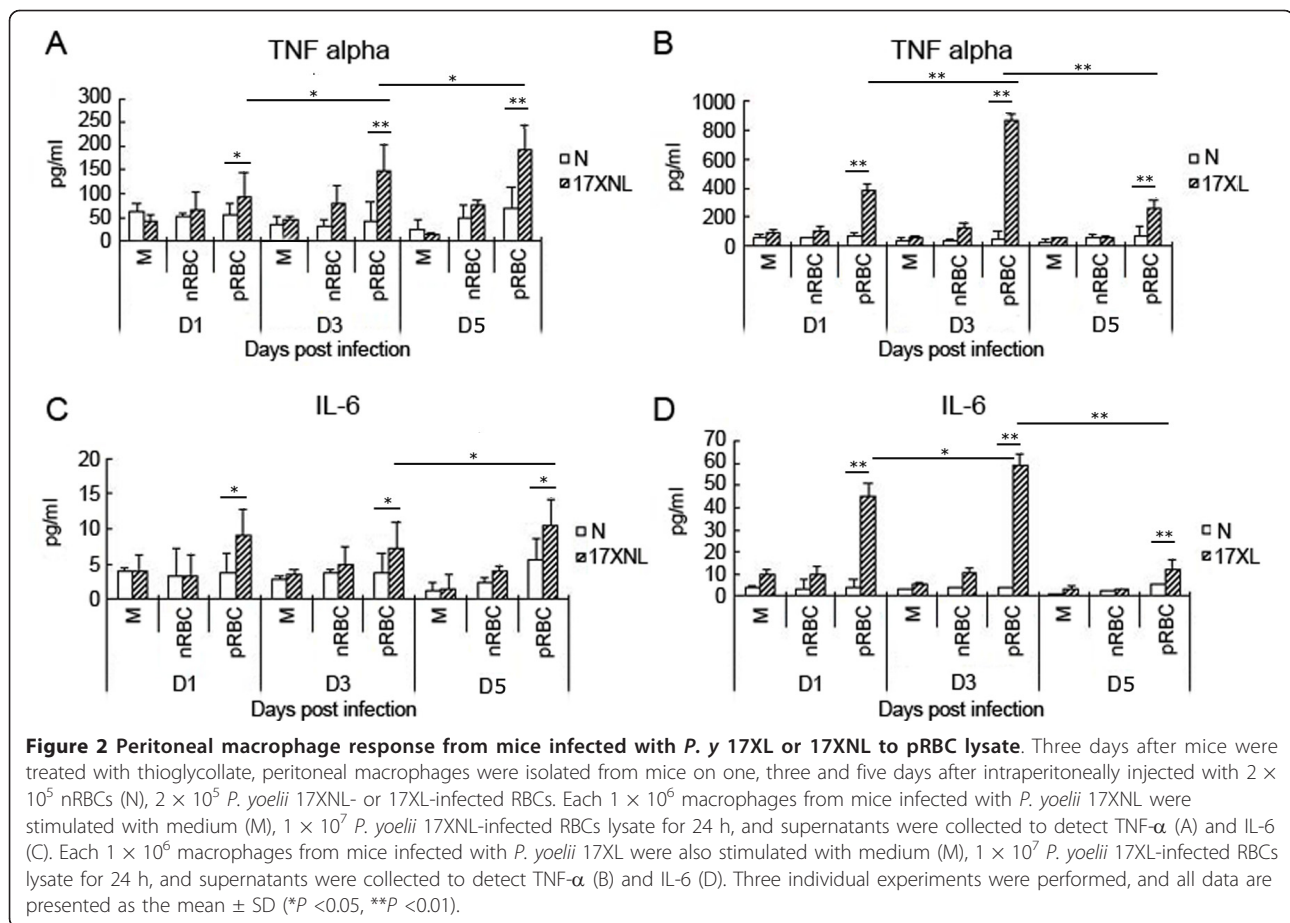 A
TNF alpha
*
*
*
**
**
300
250
200
150
100
50
0
pg/ml
N
17XNL
M
nRBC
pRBC
M
nRBC
pRBC
M
nRBC
pRBC
D1
D3
D5
Days post infection
B
TNF alpha
**
**
**
**
**
1000
800
600
400
200
0
pg/ml
N
17XL
M
nRBC
pRBC
M
nRBC
pRBC
M
nRBC
pRBC
D1
D3
D5
Days post infection
C
IL-6
*
*
*
*
20
15
10
5
0
pg/ml
N
17XNL
M
nRBC
pRBC
M
nRBC
pRBC
M
nRBC
pRBC
D1
D3
D5
Days post infection
D
IL-6
**
*
**
**
**
70
60
50
40
30
20
10
0
pg/ml
N
17XL
M
nRBC
pRBC
M
nRBC
pRBC
M
nRBC
pRBC
D1
D3
D5
Days post infection
Figure 2 Peritoneal macrophage response from mice infected with P. y 17XL or 17XNL to pRBC lysate. Three days after mice were
treated with thioglycollate, peritoneal macrophages were isolated from mice on one, three and five days after intraperitoneally injected with 2 ×
10⁵ nRBCs (N), 2 × 10⁵ P. yoelii 17XNL- or 17XL-infected RBCs. Each 1 × 10⁶ macrophages from mice infected with P. yoelii 17XNL were
stimulated with medium (M), 1 × 10⁷ P. yoelii 17XNL-infected RBCs lysate for 24 h, and supernatants were collected to detect TNF-α (A) and IL-6
(C). Each 1 × 10⁶ macrophages from mice infected with P. yoelii 17XL were also stimulated with medium (M), 1 × 10⁷ P. yoelii 17XL-infected RBCs
lysate for 24 h, and supernatants were collected to detect TNF-α (B) and IL-6 (D). Three individual experiments were performed, and all data are
presented as the mean ± SD (*P <0.05, **P <0.01).